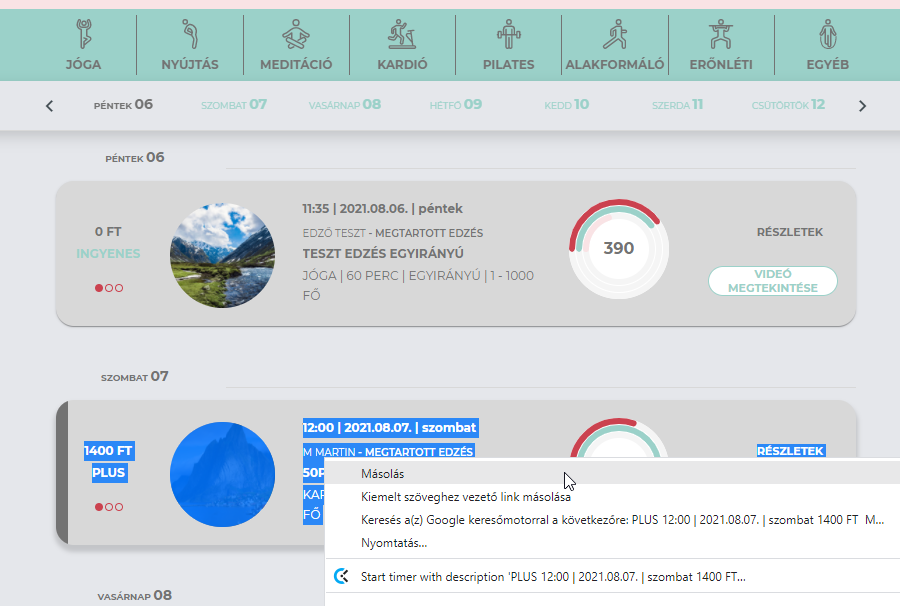 JÓGA NYÚJTÁS MEDITÁCIÓ KARDIÓ PILATES ALAKFORMÁLÓ ERŐNLÉTI EGYÉB
PÉNTEK 06 SZOMBAT 07 VASÁRNAP 08 HÉTFŐ 09 KEDD 10 SZERDA 11 CSÜTÖRTÖK 12
PÉNTEK 06
0 FT
INGYENES
11:35 | 2021.08.06. | péntek
EDZŐ TESZT - MEGTARTOTT EDZÉS
TESZT EDZÉS EGYIRÁNYÚ
JÓGA | 60 PERC | EGYIRÁNYÚ | 1 - 1000
FŐ
390
RÉSZLETEK
VIDEÓ
MEGTEKINTÉSE
SZOMBAT 07
1400 FT
PLUS
12:00 | 2021.08.07. | szombat
M MARTIN - MEGTARTOTT EDZÉS
FŐ
RÉSZLETEK
Másolás
Kiemelt szöveghez vezető link másolása
Keresés a(z) Google keresőmotorral a következőre: PLUS 12:00 | 2021.08.07. | szombat 1400 FT M...
Nyomtatás...
Start timer with description 'PLUS 12:00 | 2021.08.07. | szombat 1400 FT...
VASÁRNAP 08